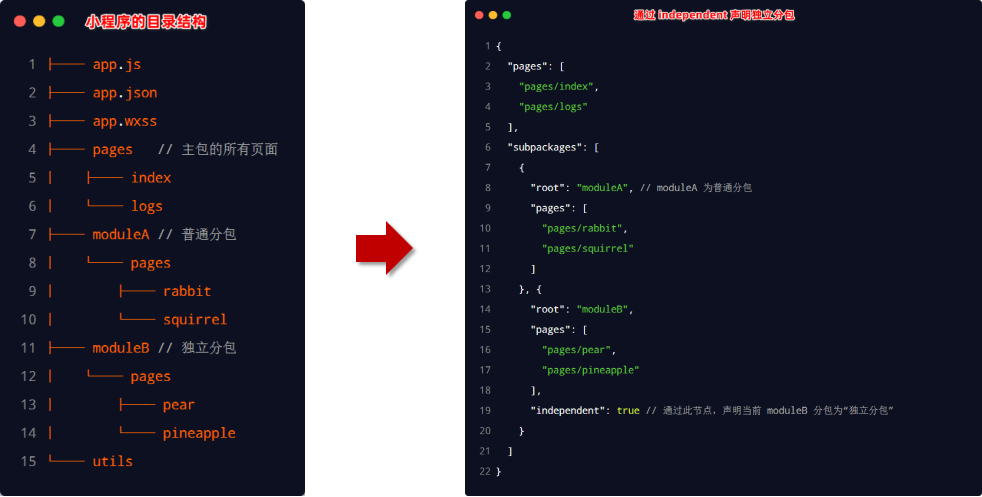 小程序的目录结构
1 ├── app.js
2 ├── app.json
3 ├── app.wxss
4 ├── pages // 主包的所有页面
5 │ ├── index
6 │ └── logs
7 ├── moduleA // 普通分包
8 │ └── pages
9 │ ├── rabbit
10 │ └── squirrel
11 ├── moduleB // 独立分包
12 │ └── pages
13 │ ├── pear
14 │ └── pineapple
15 └── utils
通过 independent 声明独立分包
1 {
2 "pages": [
3 "pages/index",
4 "pages/logs"
5 ],
6 "subpackages": [
7 {
8 "root": "moduleA", // moduleA 为普通分包
9 "pages": [
10 "pages/rabbit",
11 "pages/squirrel"
12 ]
13 }, {
14 "root": "moduleB",
15 "pages": [
16 "pages/pear",
17 "pages/pineapple"
18 ],
19 "independent": true // 通过此节点，声明当前 moduleB 分包为“独立分包”
20 }
21 ]
22 }